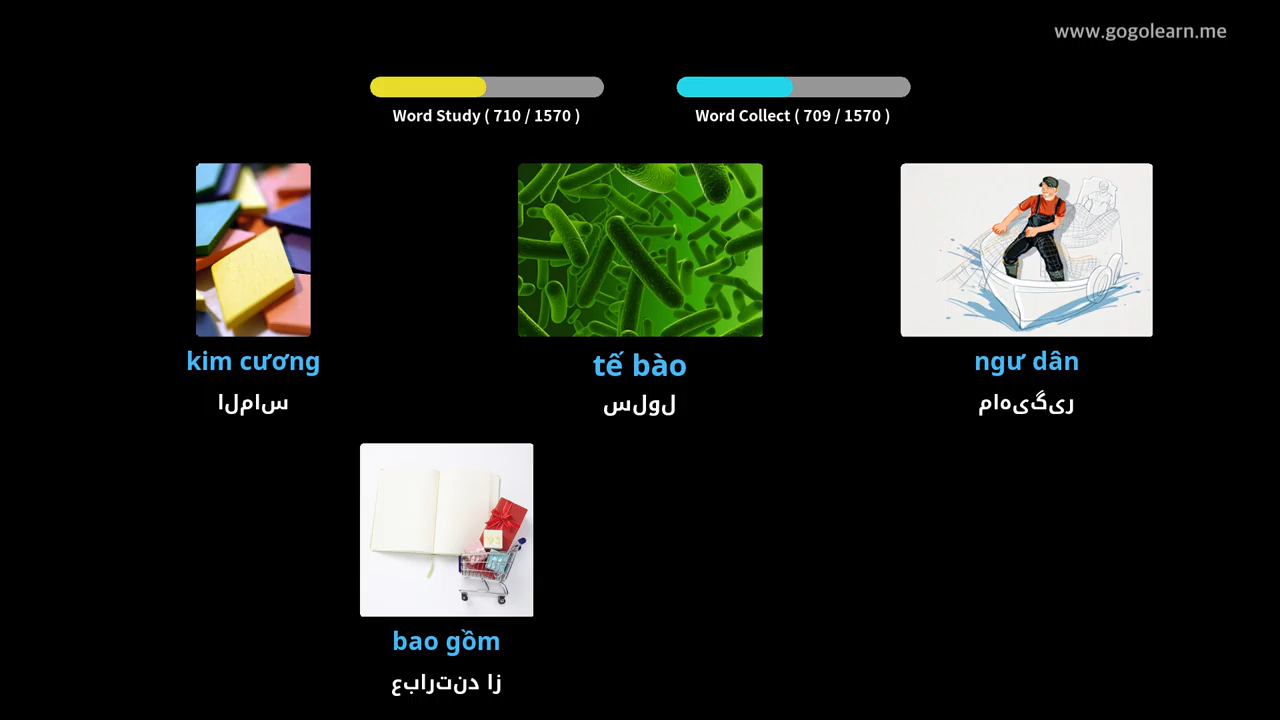 www.gogolearn.me
Word Study ( 710 / 1570 )
Word Collect ( 709 / 1570 )
kim cương
الماس
tế bào
سلول
ngư dân
ماهیگیر
bao gồm
عبارتند از